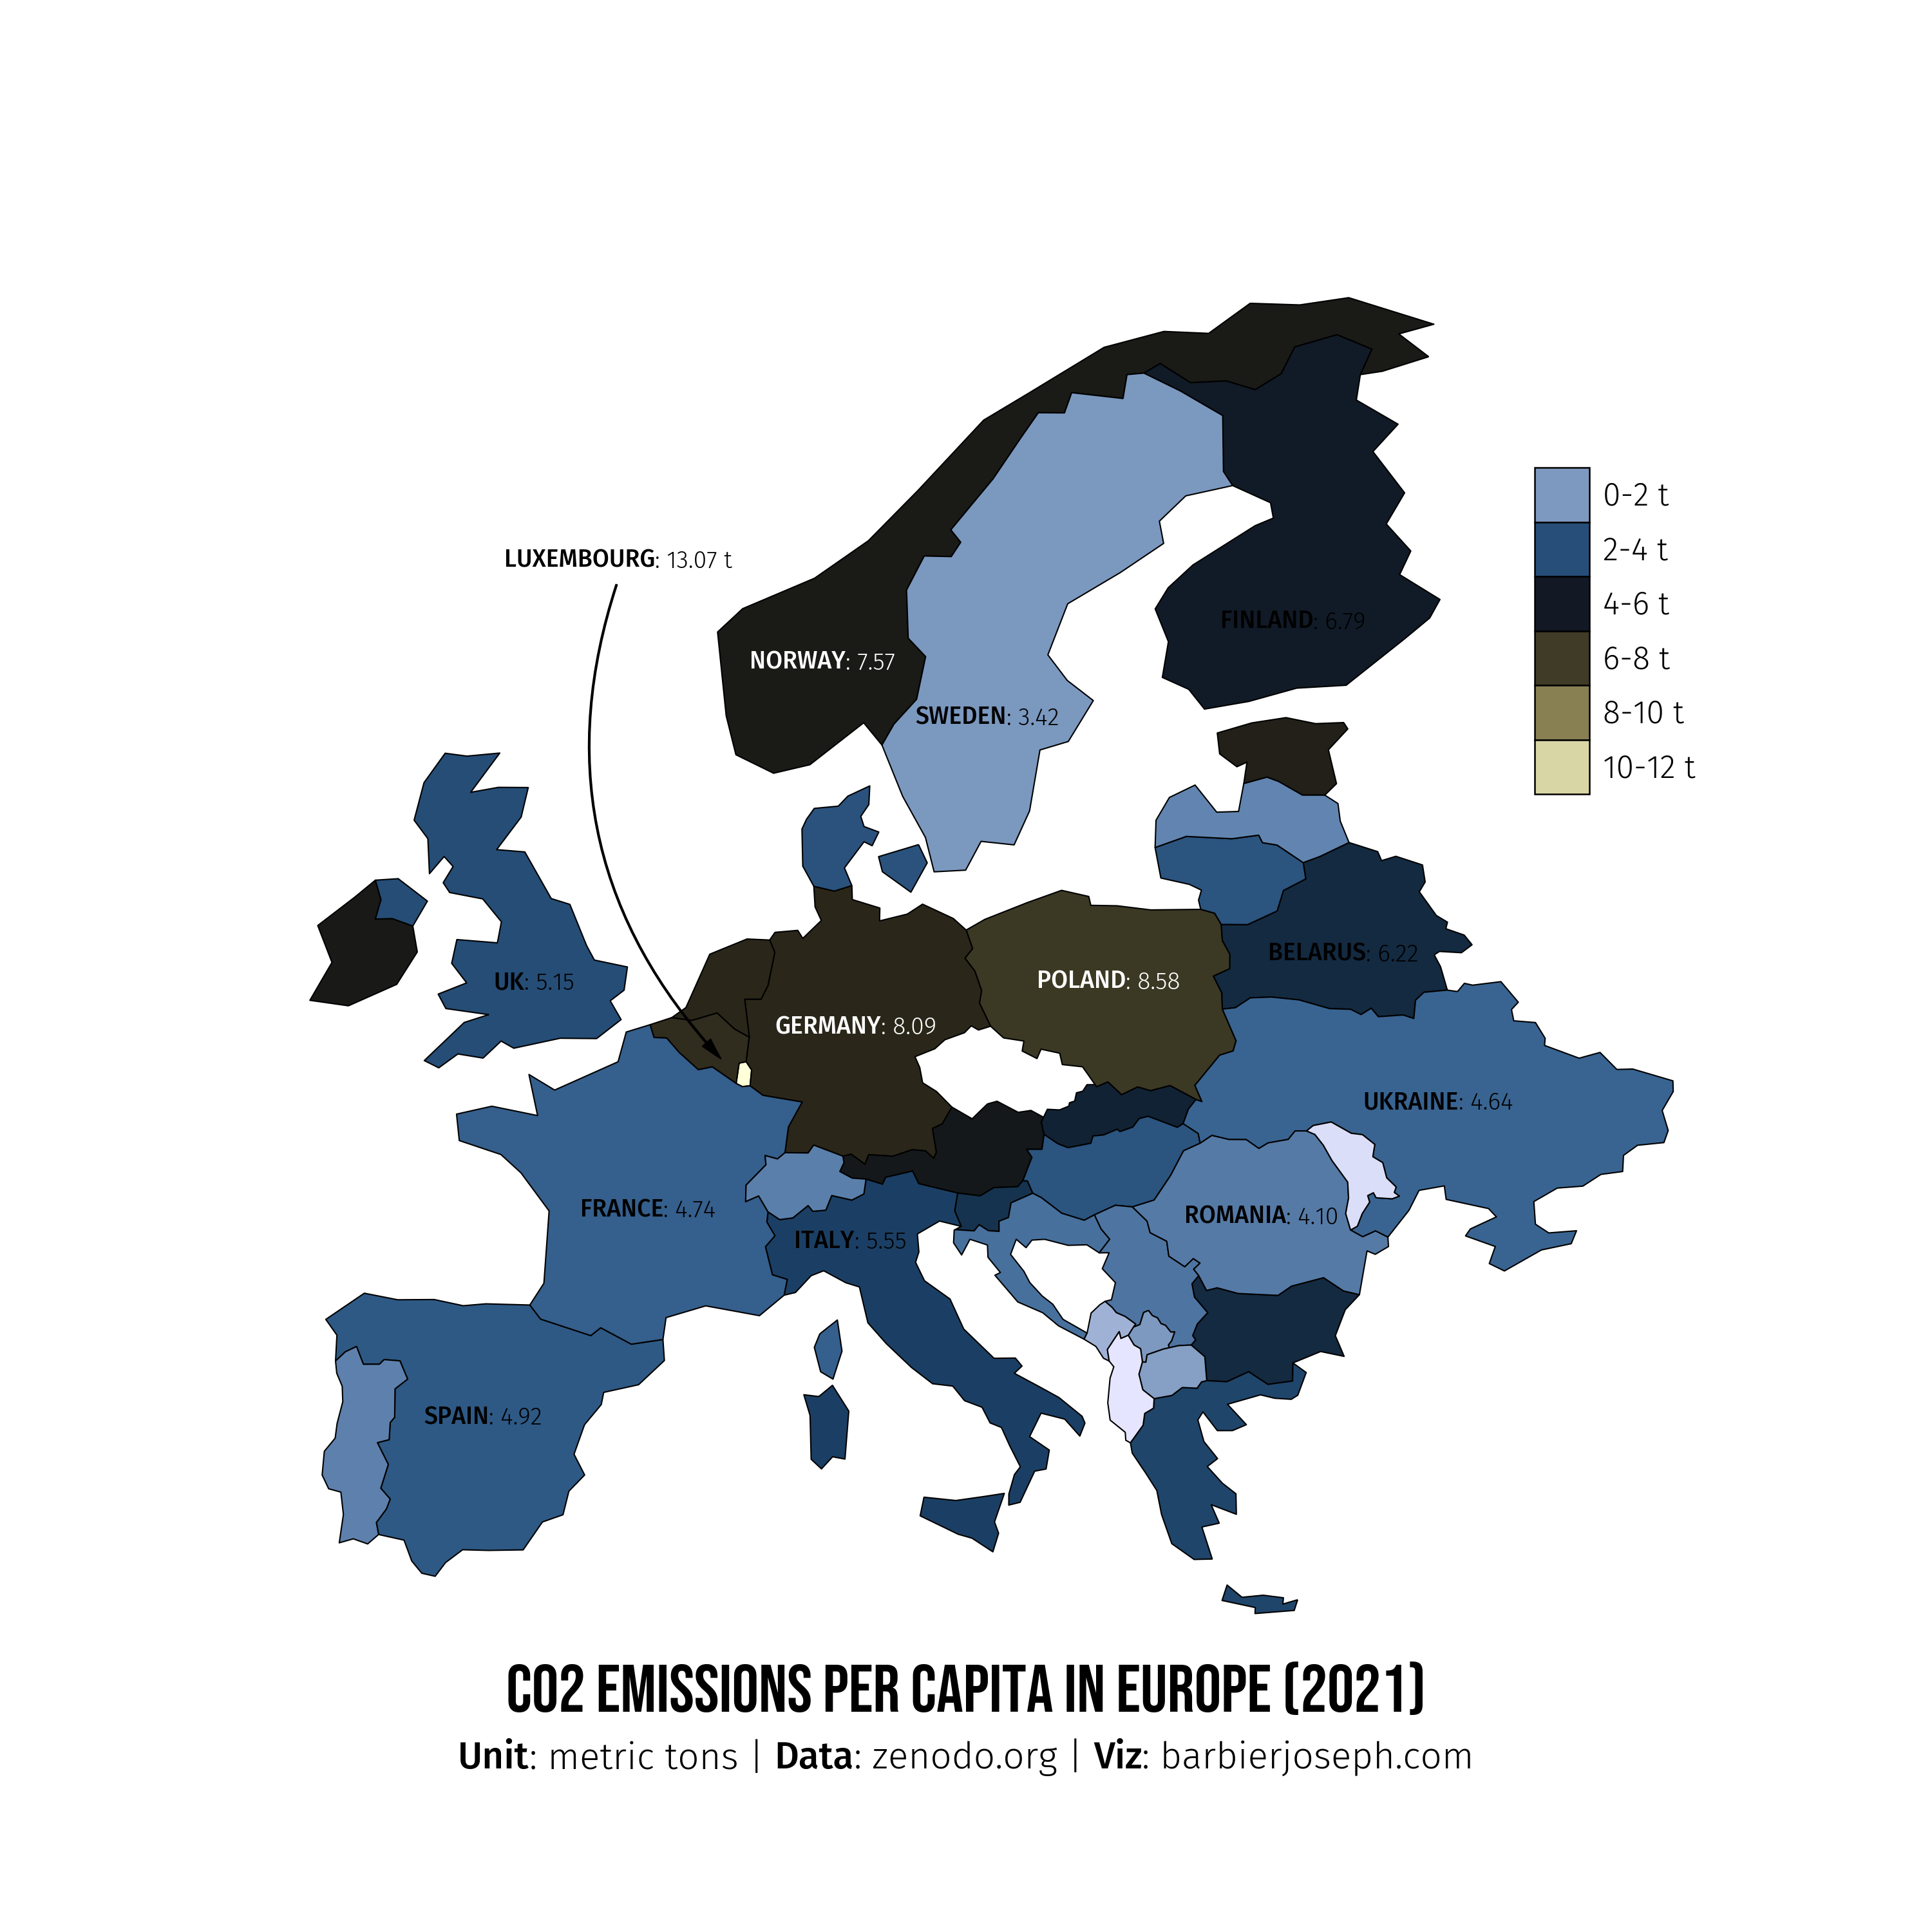 LUXEMBOURG: 13.07 t
0-2 t
2-4 t
4-6 t
6-8 t
8-10 t
10-12 t
FINLAND: 6.79
NORWAY: 7.57
SWEDEN: 3.42
BELARUS: 6.22
UK: 5.15
POLAND: 8.58
GERMANY: 8.09
UKRAINE: 4.64
FRANCE: 4.74
ROMANIA: 4.10
ITALY: 5.55
SPAIN: 4.92
CO2 EMISSIONS PER CAPITA IN EUROPE (2021)
Unit: metric tons | Data: zenodo.org | Viz: barbierjoseph.com